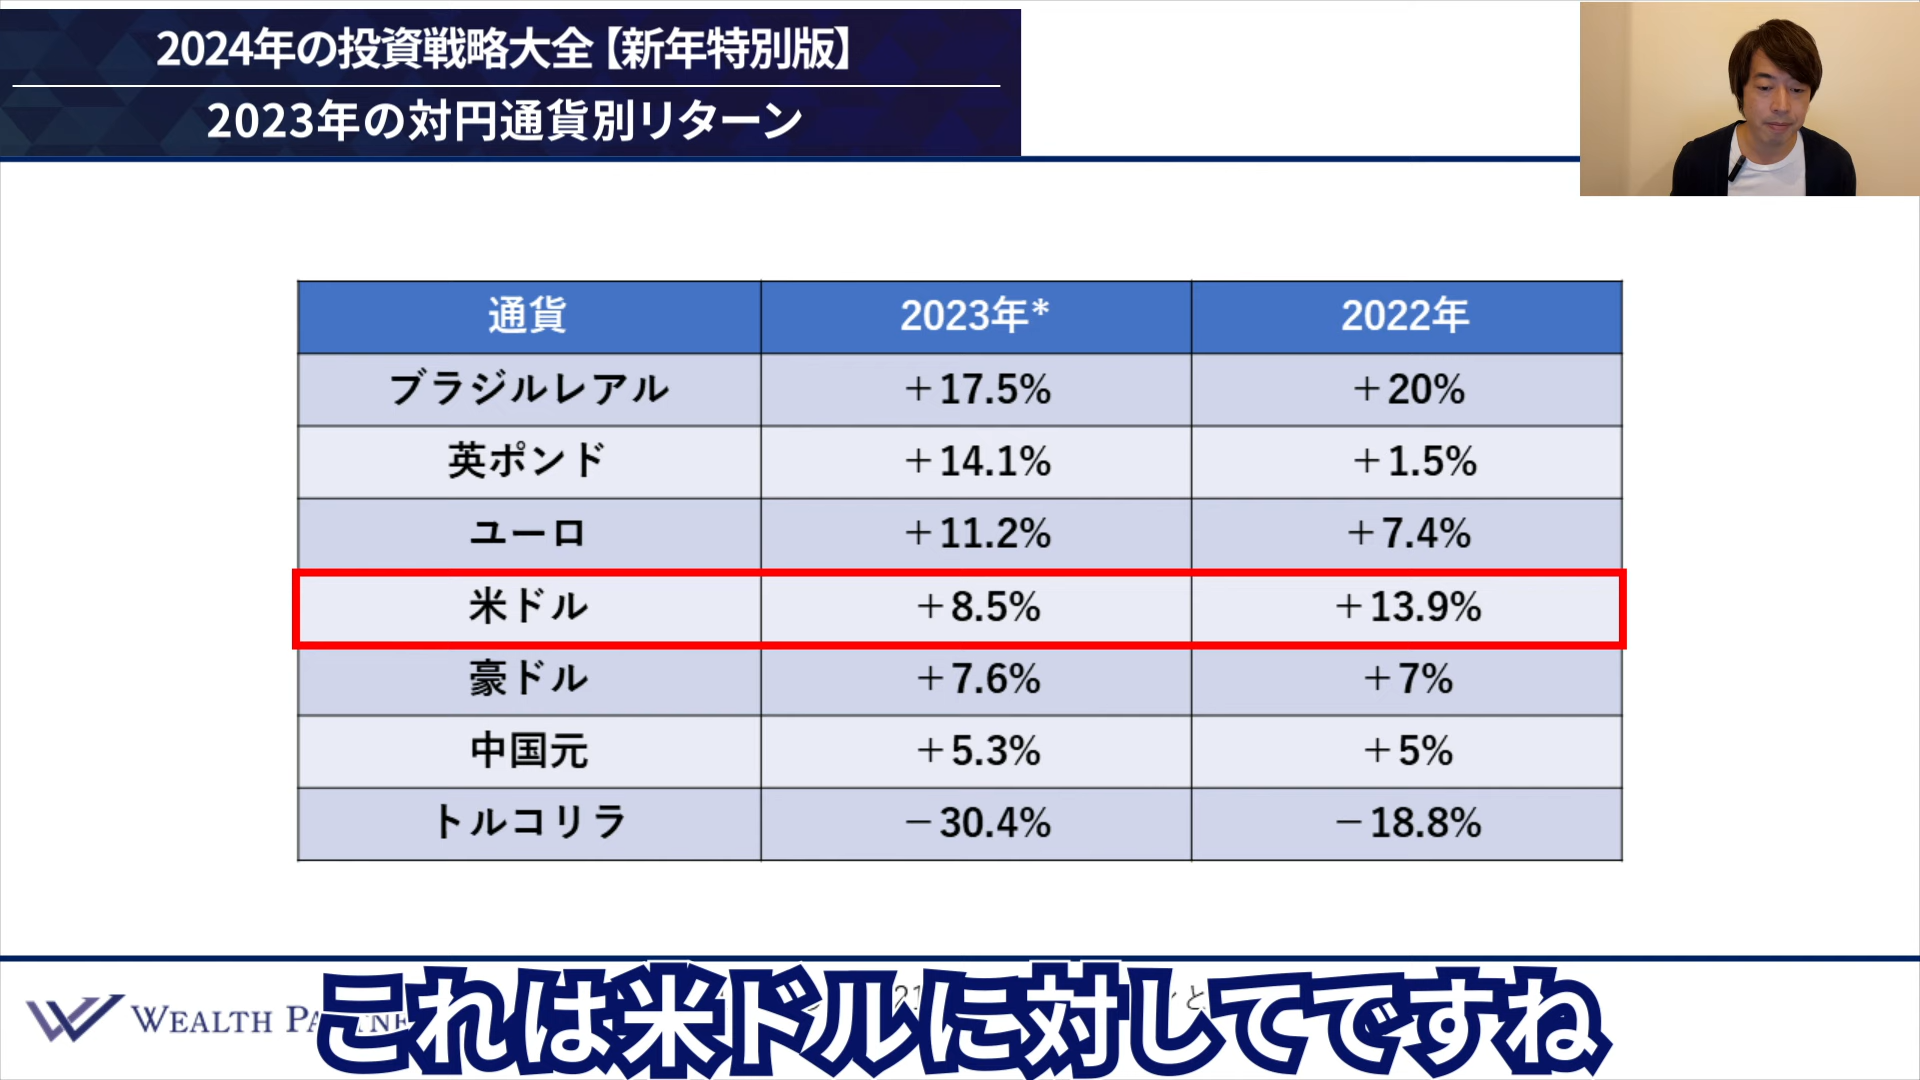 2024年の投資戦略大全【新年特別版】
2023年の対円通貨別リターン
通貨 2023年* 2022年
ブラジルレアル +17.5% +20%
英ポンド +14.1% +1.5%
ユーロ +11.2% +7.4%
米ドル +8.5% +13.9%
豪ドル +7.6% +7%
中国元 +5.3% +5%
トルコリラ -30.4% -18.8%
WEALTH
これは米ドルに対してですね